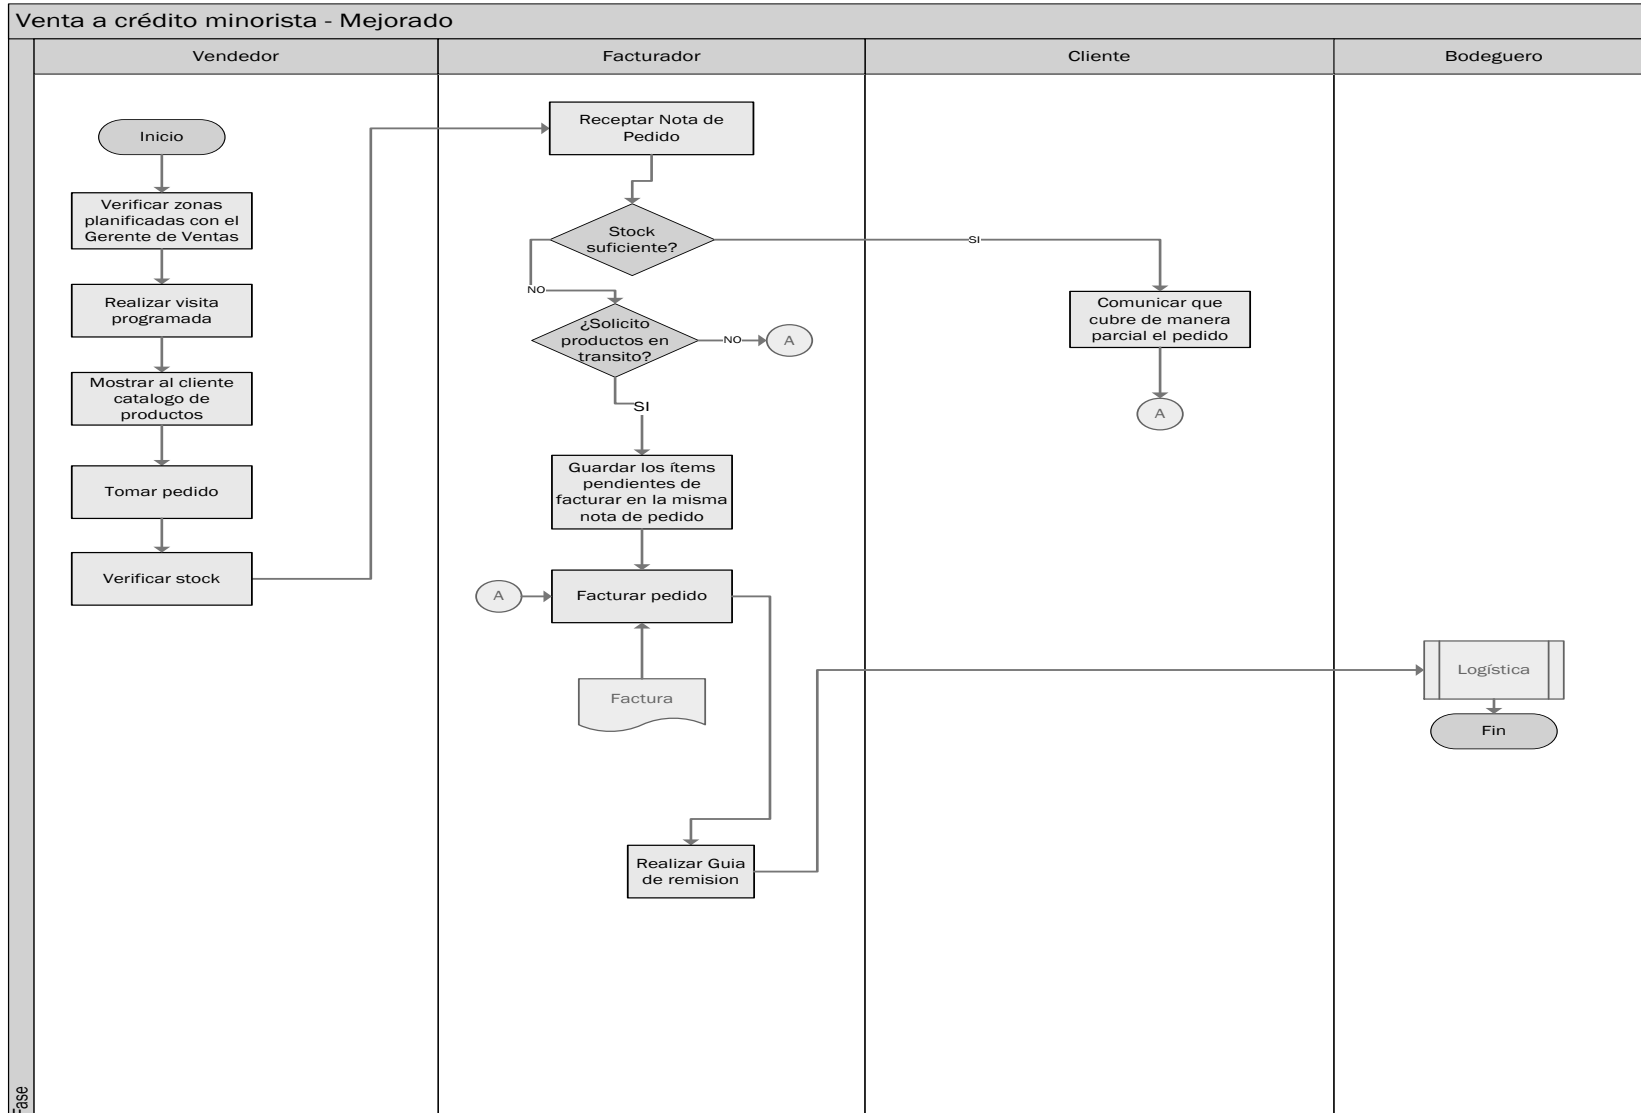 Venta a crédito minorista - Mejorado
Vendedor
Facturador
Cliente
Bodeguero
Inicio
Verificar zonas
planificadas con el
Gerente de Ventas
Realizar visita
programada
Mostrar al cliente
catalogo de
productos
Tomar pedido
Verificar stock
Receptar Nota de
Pedido
Stock
suficiente?
SI
NO
¿Solicito
productos en
transito?
NO
A
SI
Guardar los ítems
pendientes de
facturar en la misma
nota de pedido
A
Facturar pedido
Factura
Realizar Guia
de remision
Comunicar que
cubre de manera
parcial el pedido
A
Logística
Fin
Fase